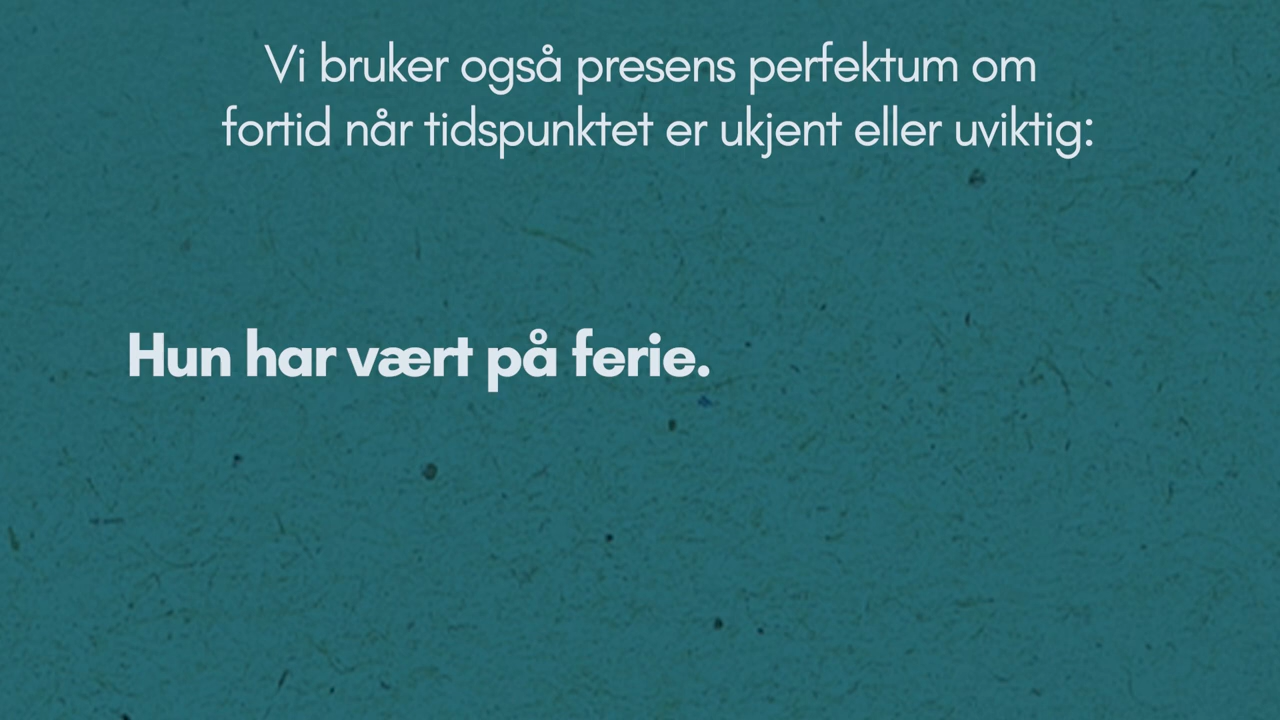 Vi bruker også presens perfektum om
fortid når tidspunktet er ukjent eller uviktig:
Hun har vært på ferie.